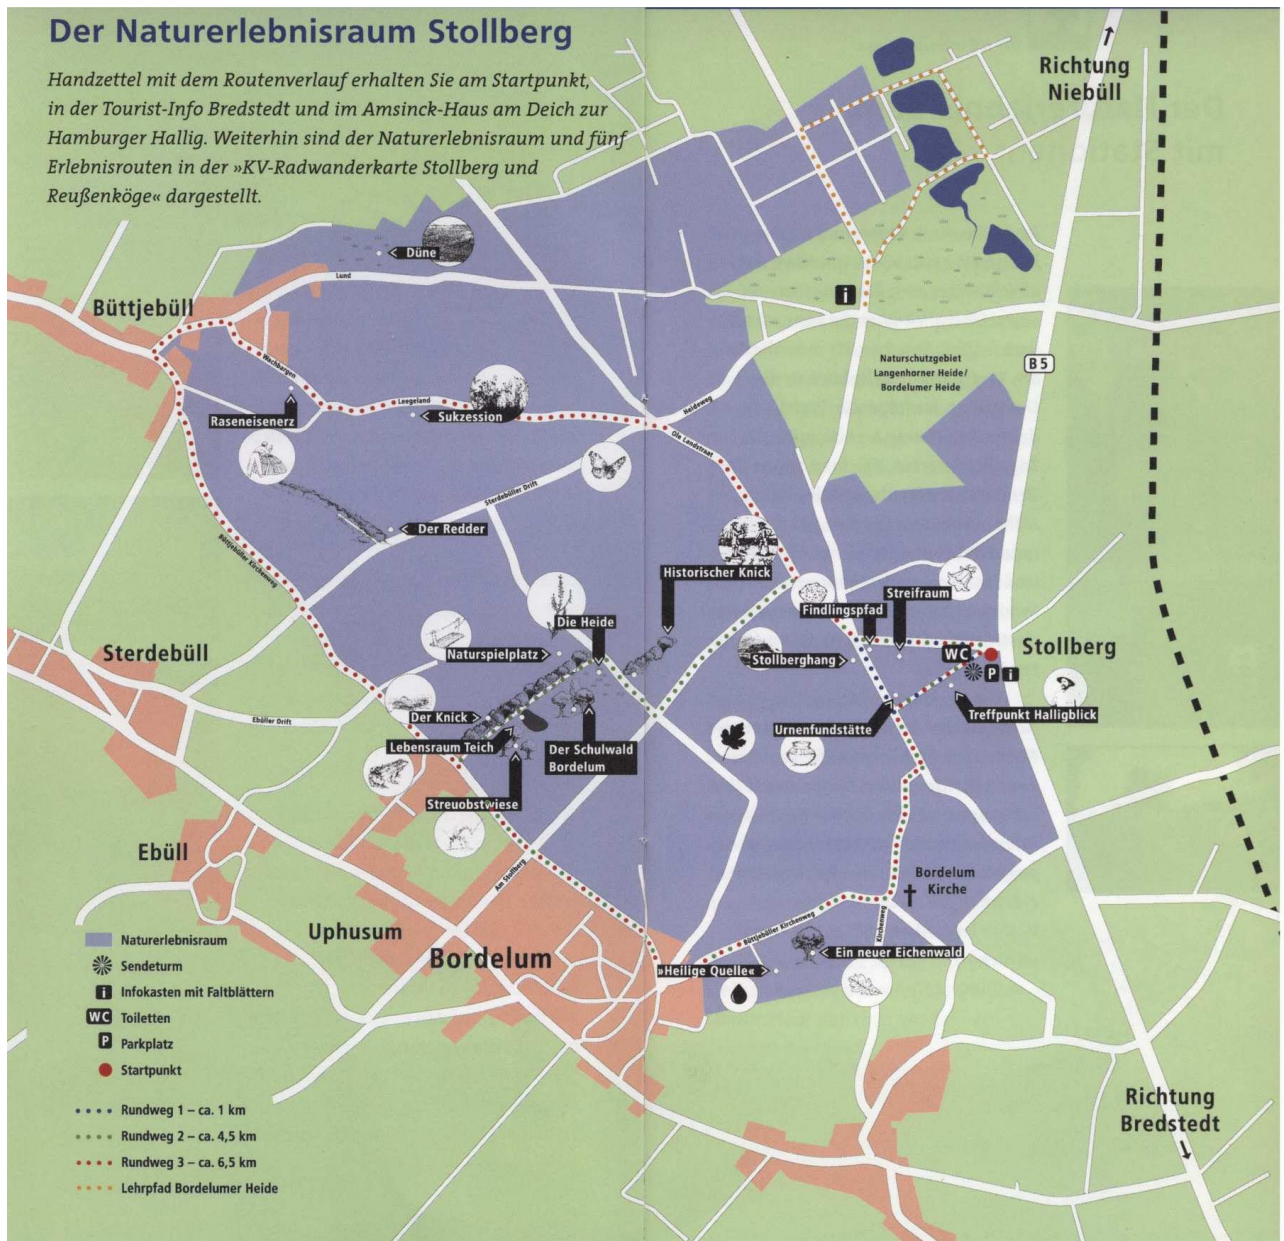 Der Naturerlebnisraum Stollberg
Handzettel mit dem Routenverlauf erhalten Sie am Startpunkt,
in der Tourist-Info Bredstedt und im Amsinck-Haus am Deich zur
Hamburger Hallig. Weiterhin sind der Naturerlebnisraum und fünf
Erlebnisrouten in der »KV-Radwanderkarte Stollberg und
Reußenköge« dargestellt.
Richtung
Niebüll
Düne
Lund
Büttjebüll
i
Wachbargen
Naturschutzgebiet
Langenhorner Heide/
Bordelumer Heide
B 5
Raseneisenerz
Leegeland
Sukzession
Heideweg
Ole Landstraat
Sterdebüller Drift
Der Redder
Büttjebüller Kirchenweg
Historischer Knick
Streifraum
Findlingspfad
Die Heide
Naturspielplatz
Stollberghang
WC
Stollberg
P
i
Sterdebüll
Ebüller Drift
Der Knick
Treffpunkt Halligblick
Urnenfundstätte
Lebensraum Teich
Der Schulwald
Bordelum
Streuobstwiese
Ebüll
Am Stollberg
Bordelum
Kirche
Uphusum
Bordelum
Büttjebüller Kirchenweg
Kirchenweg
Ein neuer Eichenwald
»Heilige Quelle«
Naturerlebnisraum
Sendeturm
i Infokasten mit Faltblättern
WC Toiletten
P Parkplatz
Startpunkt
Rundweg 1 – ca. 1 km
Rundweg 2 – ca. 4,5 km
Rundweg 3 – ca. 6,5 km
Lehrpfad Bordelumer Heide
Richtung
Bredstedt